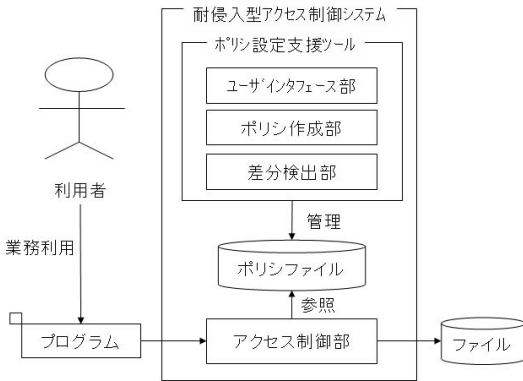 耐侵入型アクセス制御システム
ポリシ設定支援ツール
ユーザインタフェース部
ポリシ作成部
差分検出部
利用者
管理
業務利用
ポリシファイル
参照
プログラム
アクセス制御部
ファイル